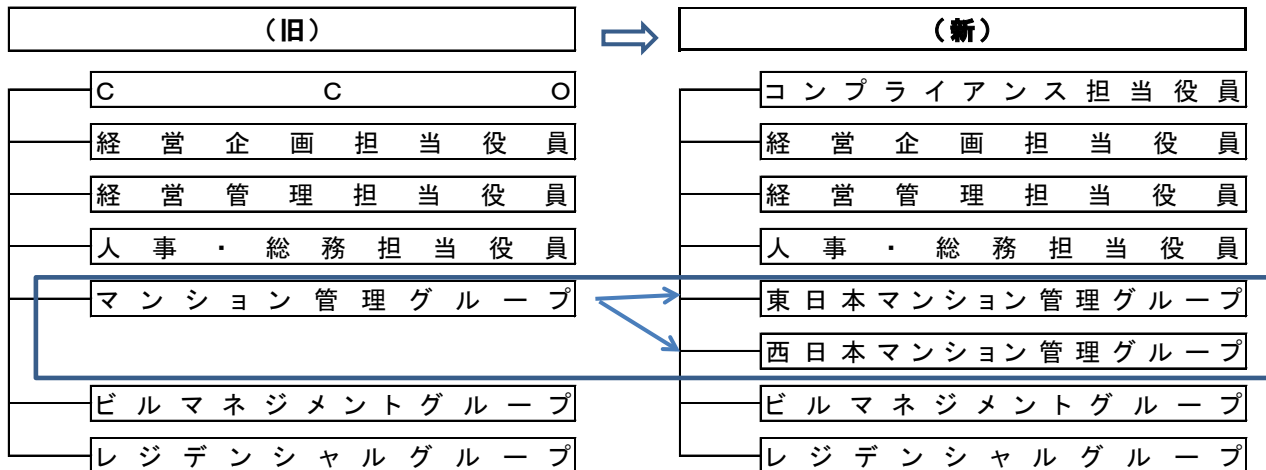 （旧）
CCO
経営企画担当役員
経営管理担当役員
人事・総務担当役員
マンション管理グループ
ビルマネジメントグループ
レジデンシャルグループ
（新）
コンプライアンス担当役員
経営企画担当役員
経営管理担当役員
人事・総務担当役員
東日本マンション管理グループ
西日本マンション管理グループ
ビルマネジメントグループ
レジデンシャルグループ